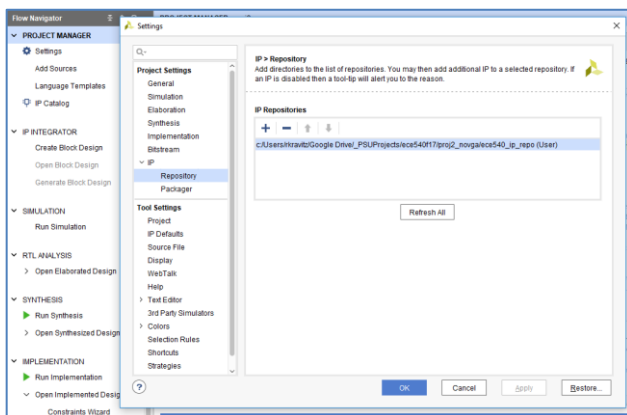 Flow Navigator
PROJECT MANAGER
Settings
Add Sources
Language Templates
IP Catalog
IP INTEGRATOR
Create Block Design
Open Block Design
Generate Block Design
SIMULATION
Run Simulation
RTL ANALYSIS
Open Elaborated Design
SYNTHESIS
Run Synthesis
Open Synthesized Design
IMPLEMENTATION
Run Implementation
Open Implemented Desig
Constraints Wizard
Settings
Q-
Project Settings
General
Simulation
Elaboration
Synthesis
Implementation
Bitstream
IP
Repository
Packager
Tool Settings
Project
IP Defaults
Source File
Display
WebTalk
Help
Text Editor
3rd Party Simulators
Colors
Selection Rules
Shortcuts
Strategies
IP > Repository
Add directories to the list of repositories. You may then add additional IP to a selected repository. If
an IP is disabled then a tool-tip will alert you to the reason.
IP Repositories
c:/Users/rkravitz/Google Drive/_PSUProjects/ece540f17/proj2_novga/ece540_ip_repo (User)
Refresh All
?
OK
Cancel
Apply
Restore...